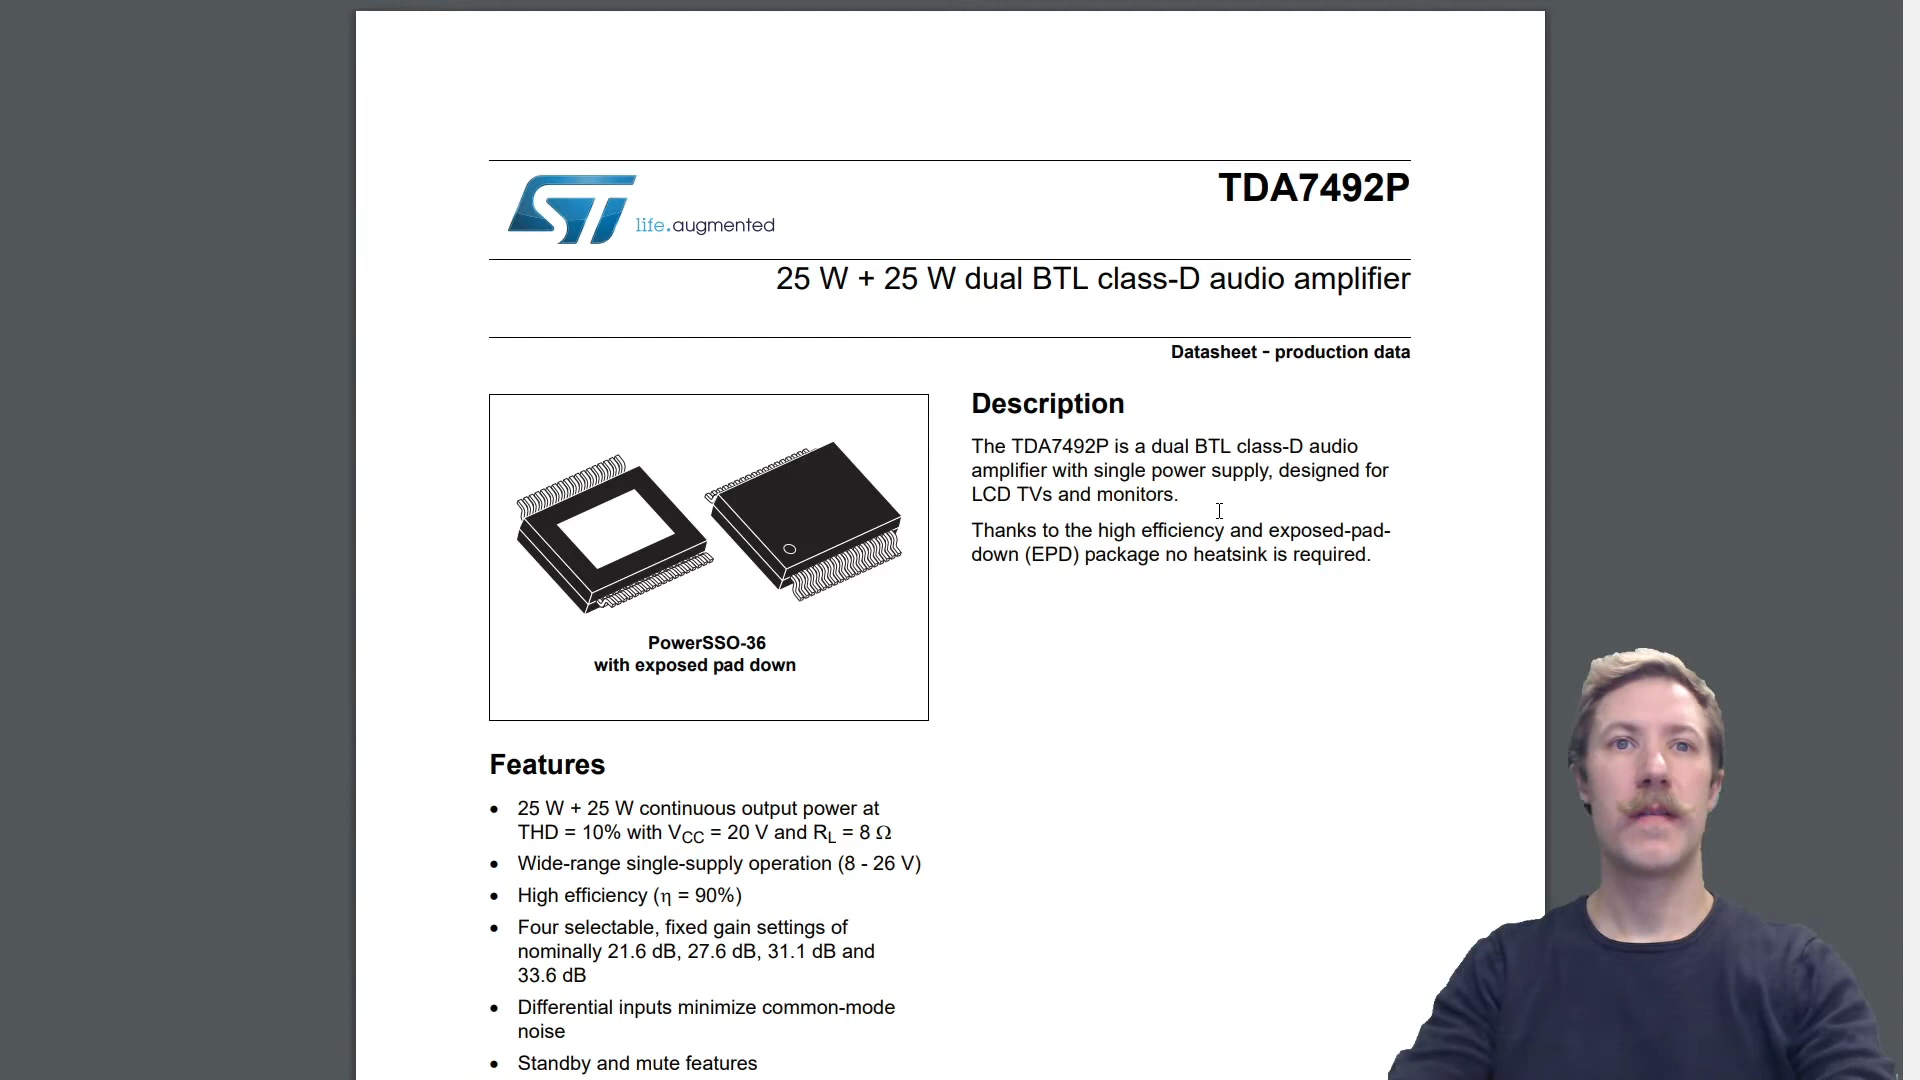 ST
life.augmented
TDA7492P
25 W + 25 W dual BTL class-D audio amplifier
Datasheet - production data
PowerSSO-36
with exposed pad down
Description
The TDA7492P is a dual BTL class-D audio
amplifier with single power supply, designed for
LCD TVs and monitors.
Thanks to the high efficiency and exposed-pad-
down (EPD) package no heatsink is required.
Features
• 25 W + 25 W continuous output power at
THD = 10% with VCC = 20 V and RL = 8 Ω
• Wide-range single-supply operation (8 - 26 V)
• High efficiency (η = 90%)
• Four selectable, fixed gain settings of
nominally 21.6 dB, 27.6 dB, 31.1 dB and
33.6 dB
• Differential inputs minimize common-mode
noise
• Standby and mute features